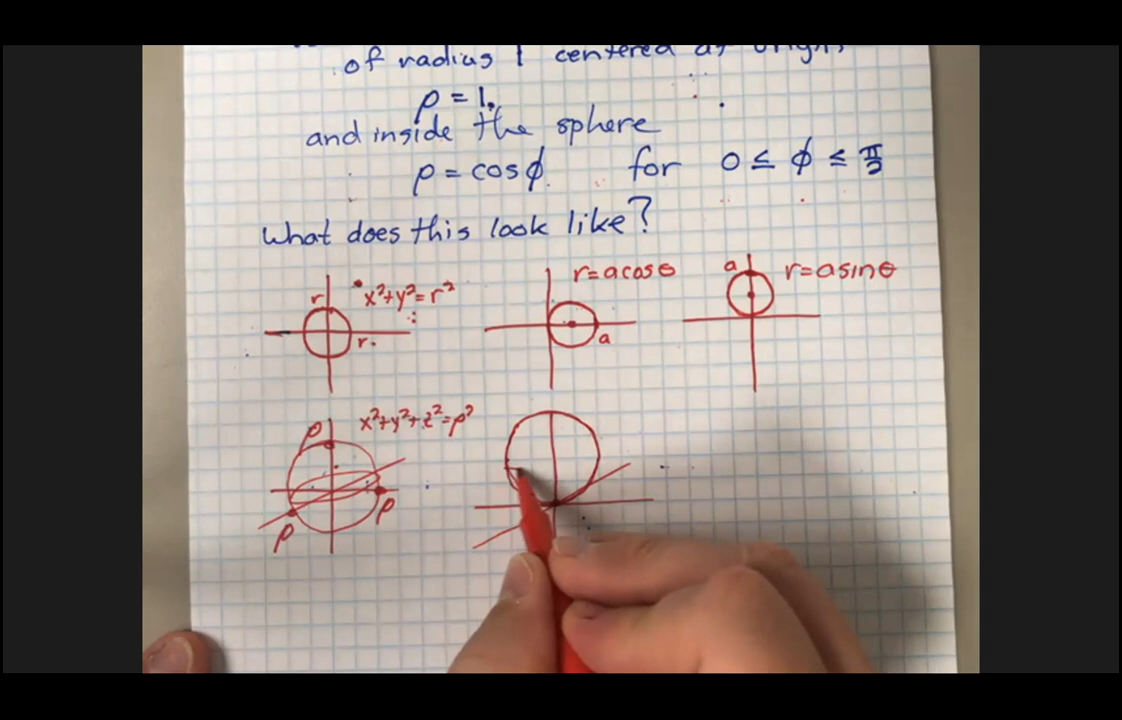 of radius 1 centered at origin,
ρ = 1.
and inside the sphere
ρ = cos ϕ for 0 ≤ ϕ ≤ π/2
What does this look like?
r x²+y²=r² r.
r=acosθ a
a r=asinθ
ρ x²+y²+z²=ρ² ρ ρ